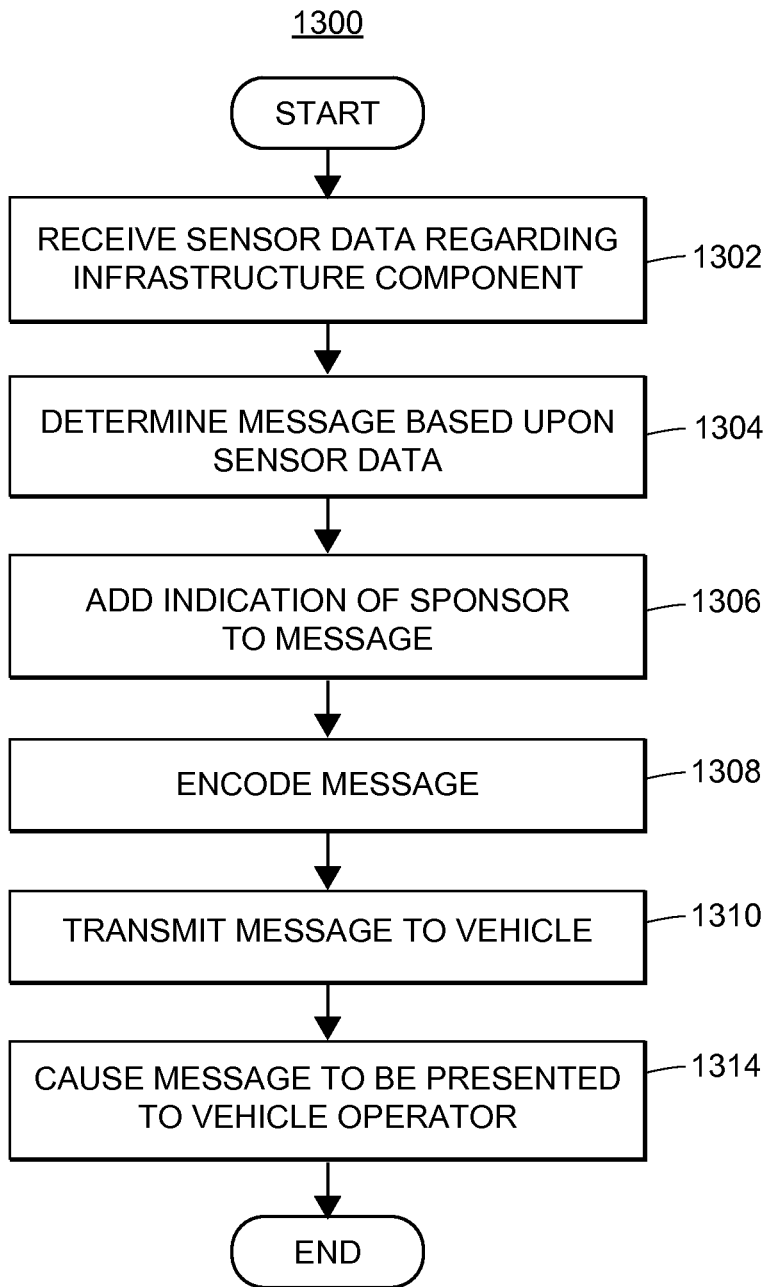 1300
START
RECEIVE SENSOR DATA REGARDING
INFRASTRUCTURE COMPONENT
1302
DETERMINE MESSAGE BASED UPON
SENSOR DATA
1304
ADD INDICATION OF SPONSOR
TO MESSAGE
1306
ENCODE MESSAGE
1308
TRANSMIT MESSAGE TO VEHICLE
1310
CAUSE MESSAGE TO BE PRESENTED
TO VEHICLE OPERATOR
1314
END